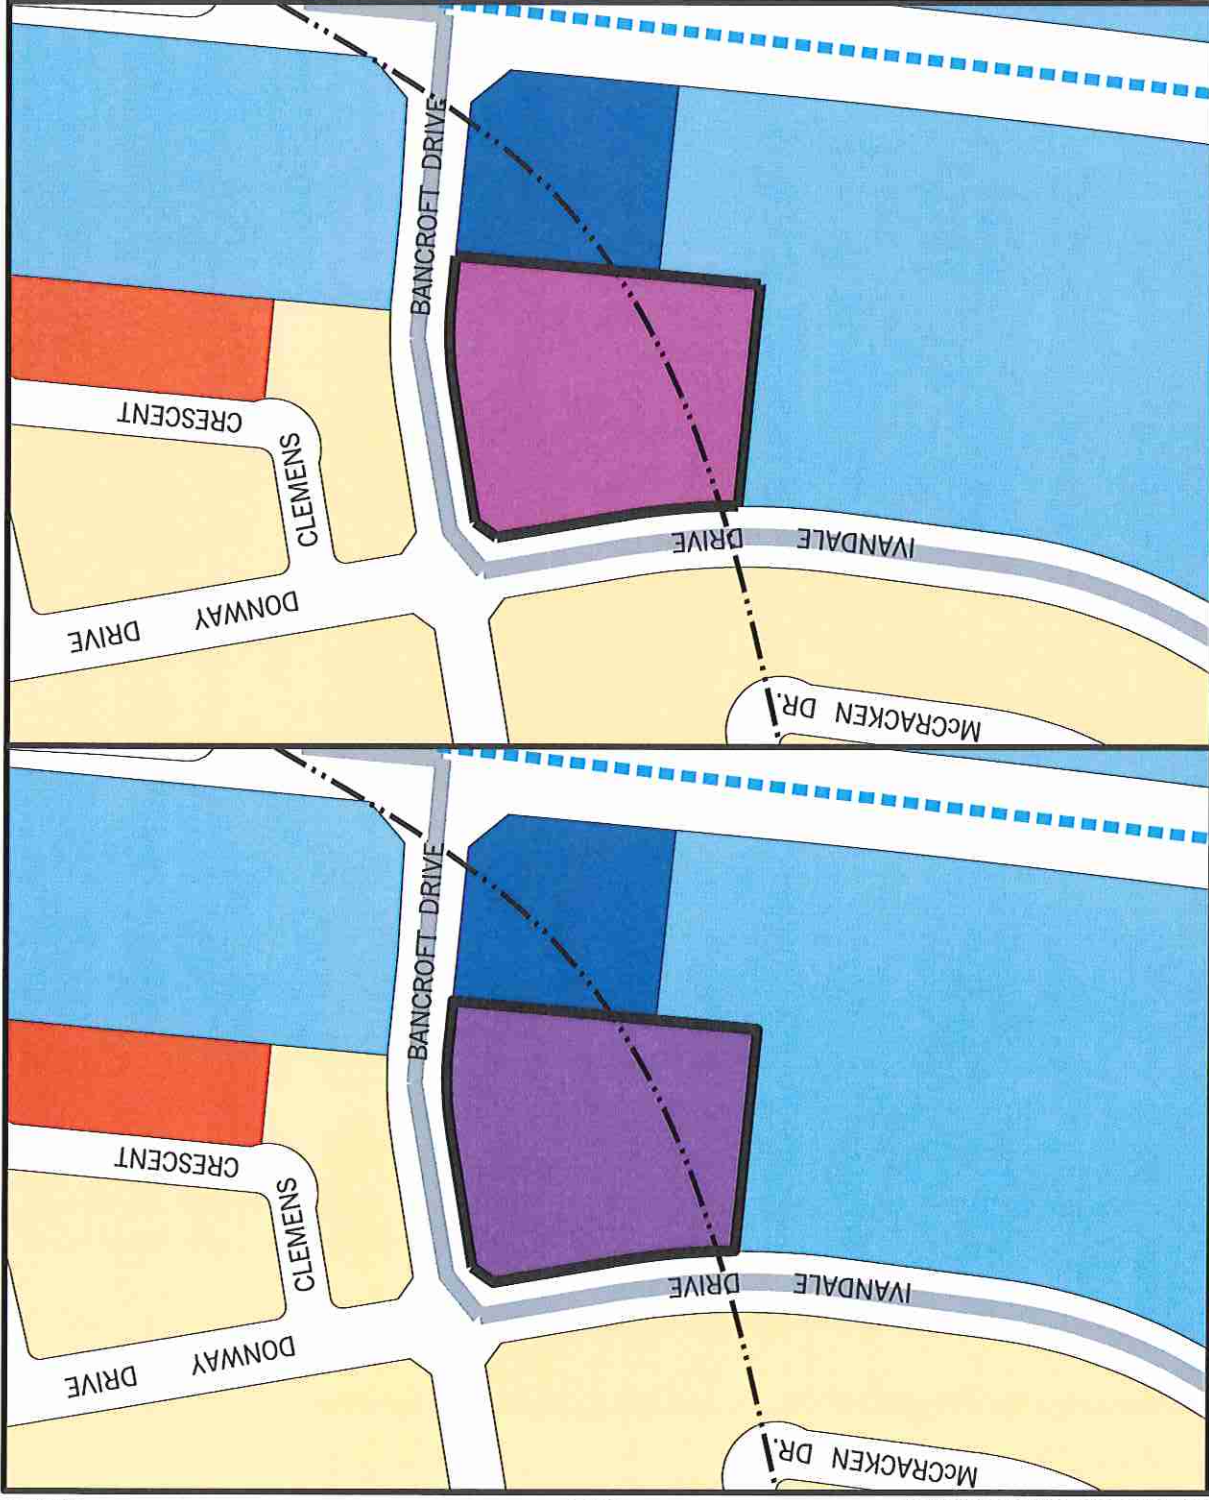 BANCROFT DRIVE
CRESCENT
CLEMENS
DRIVE IVANDALE
DRIVE DONWAY
McCRACKEN DR.
BANCROFT DRIVE
CRESCENT
CLEMENS
DRIVE IVANDALE
DRIVE DONWAY
McCRACKEN DR.